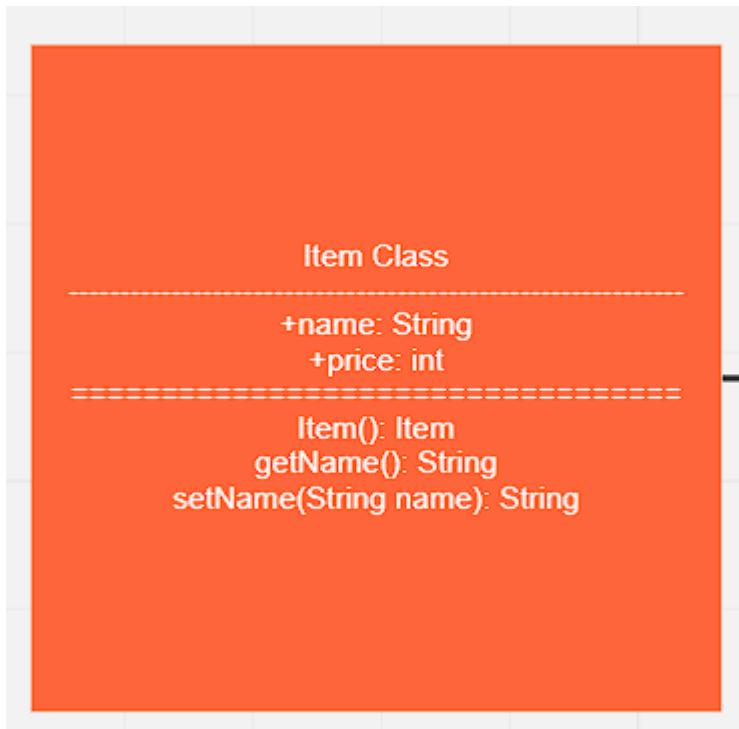 Item Class
--------------------------------------------------------------------
+name: String
+price: int
==================================
Item(): Item
getName(): String
setName(String name): String